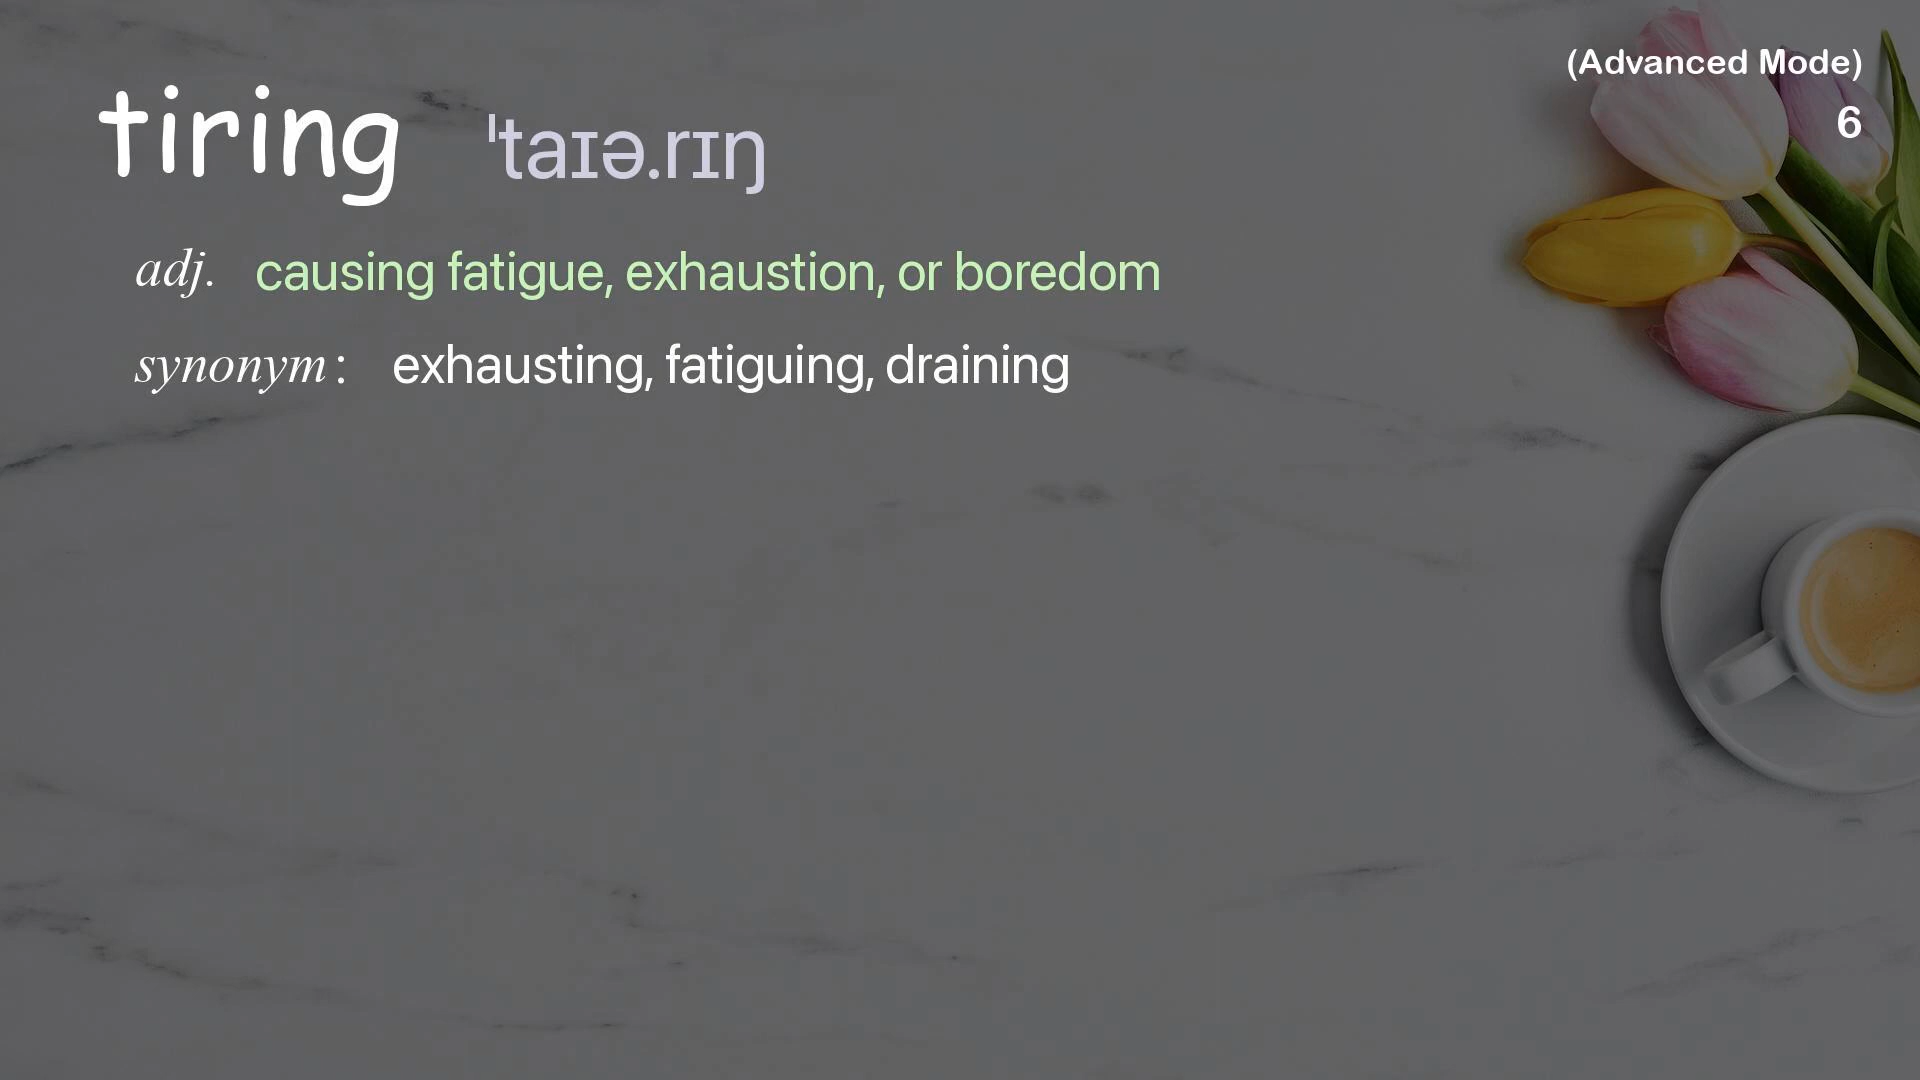 (Advanced Mode)
6
tiring ˈtaɪə.rɪŋ
adj. causing fatigue, exhaustion, or boredom
synonym: exhausting, fatiguing, draining